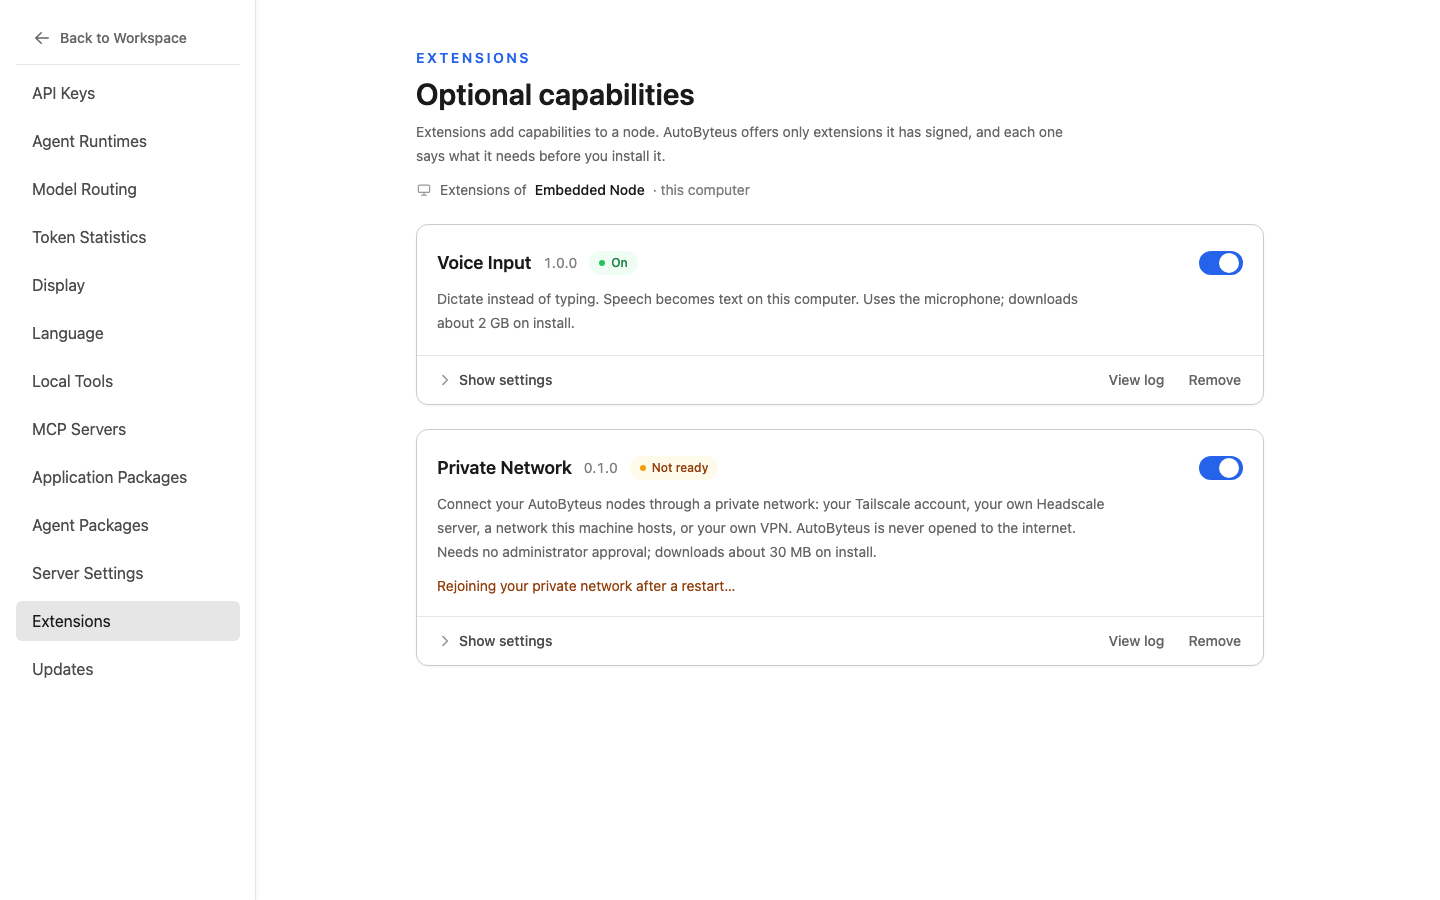 Back to Workspace
API Keys
Agent Runtimes
Model Routing
Token Statistics
Display
Language
Local Tools
MCP Servers
Application Packages
Agent Packages
Server Settings
Extensions
Updates
EXTENSIONS
Optional capabilities
Extensions add capabilities to a node. AutoByteus offers only extensions it has signed, and each one
says what it needs before you install it.
Extensions of Embedded Node · this computer
Voice Input 1.0.0 On
Dictate instead of typing. Speech becomes text on this computer. Uses the microphone; downloads
about 2 GB on install.
Show settings View log Remove
Private Network 0.1.0 Not ready
Connect your AutoByteus nodes through a private network: your Tailscale account, your own Headscale
server, a network this machine hosts, or your own VPN. AutoByteus is never opened to the internet.
Needs no administrator approval; downloads about 30 MB on install.
Rejoining your private network after a restart…
Show settings View log Remove